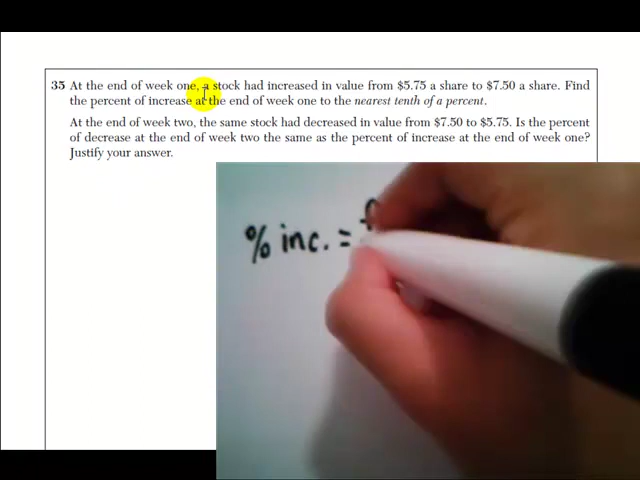 35 At the end of week one, a stock had increased in value from $5.75 a share to $7.50 a share. Find
the percent of increase at the end of week one to the nearest tenth of a percent.
At the end of week two, the same stock had decreased in value from $7.50 to $5.75. Is the percent
of decrease at the end of week two the same as the percent of increase at the end of week one?
Justify your answer.
% inc. =